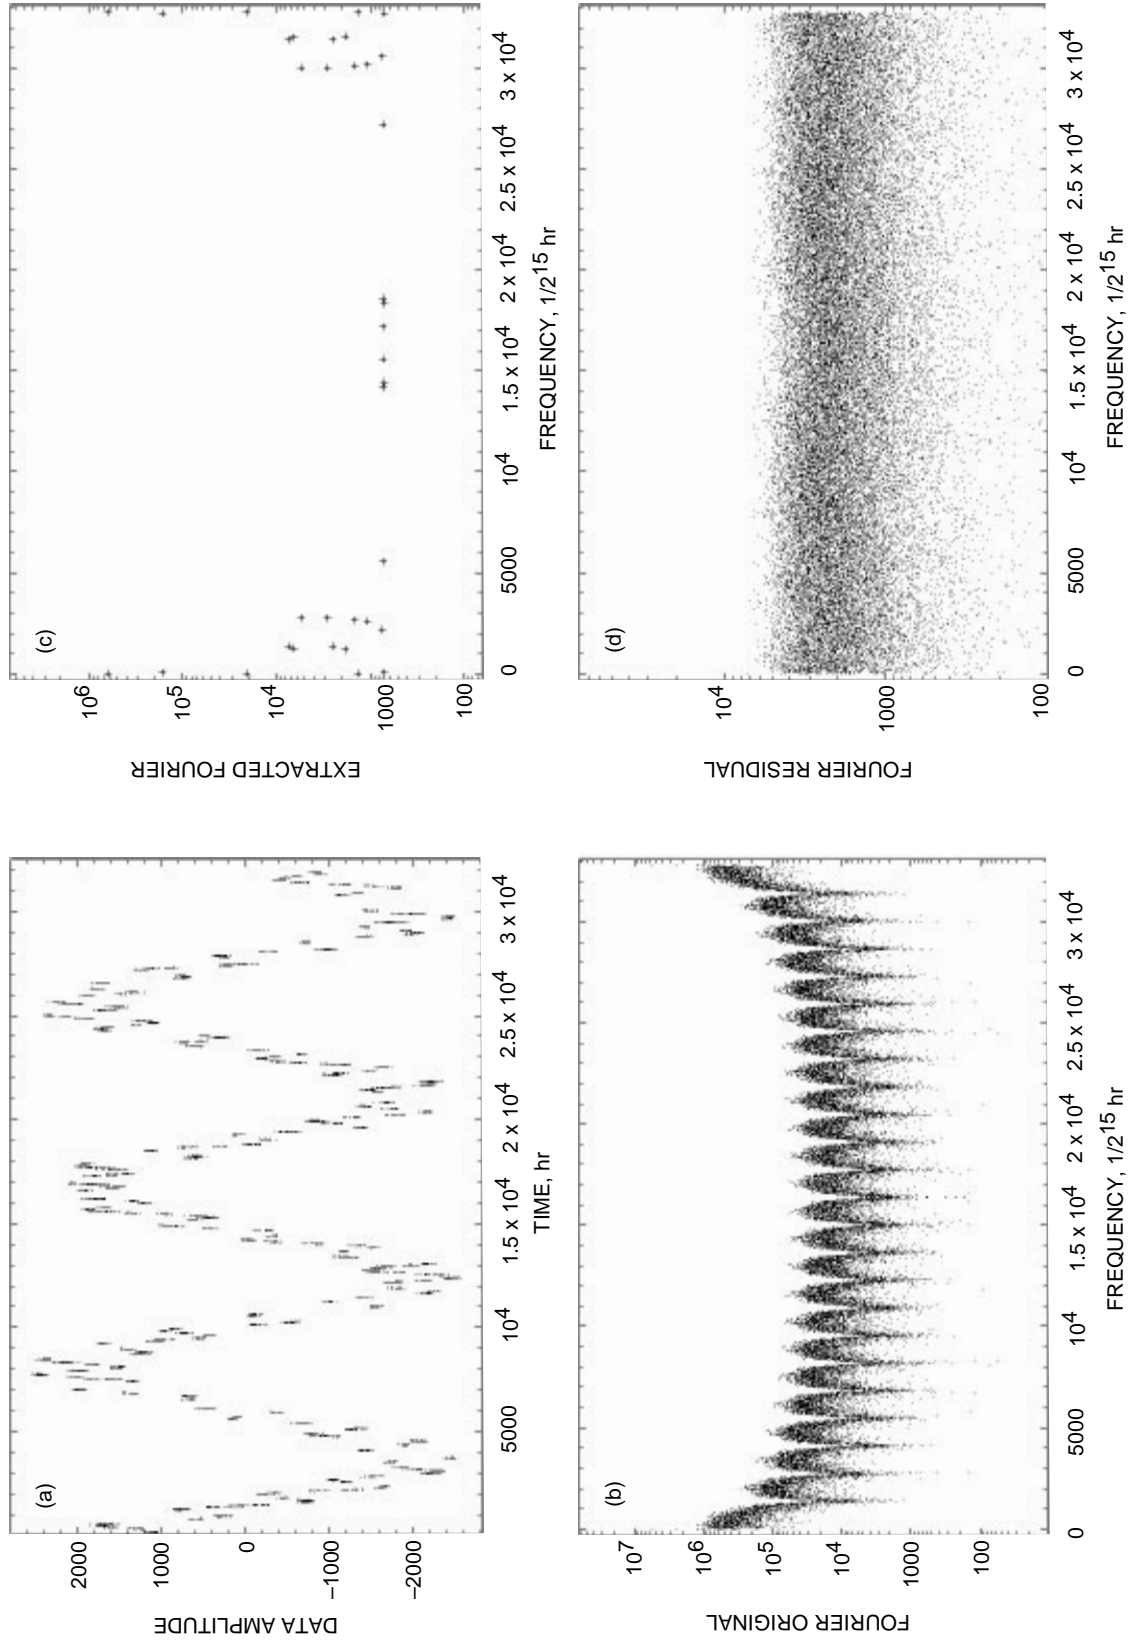 (a)
DATA AMPLITUDE
2000
1000
0
−1000
−2000
5000
10^4
1.5 x 10^4
2 x 10^4
2.5 x 10^4
3 x 10^4
TIME, hr
(c)
EXTRACTED FOURIER
10^6
10^5
10^4
1000
100
0
5000
10^4
1.5 x 10^4
2 x 10^4
2.5 x 10^4
3 x 10^4
FREQUENCY, 1/2^15 hr
(b)
FOURIER ORIGINAL
10^7
10^6
10^5
10^4
1000
100
0
5000
10^4
1.5 x 10^4
2 x 10^4
2.5 x 10^4
3 x 10^4
FREQUENCY, 1/2^15 hr
(d)
FOURIER RESIDUAL
10^4
1000
100
0
5000
10^4
1.5 x 10^4
2 x 10^4
2.5 x 10^4
3 x 10^4
FREQUENCY, 1/2^15 hr